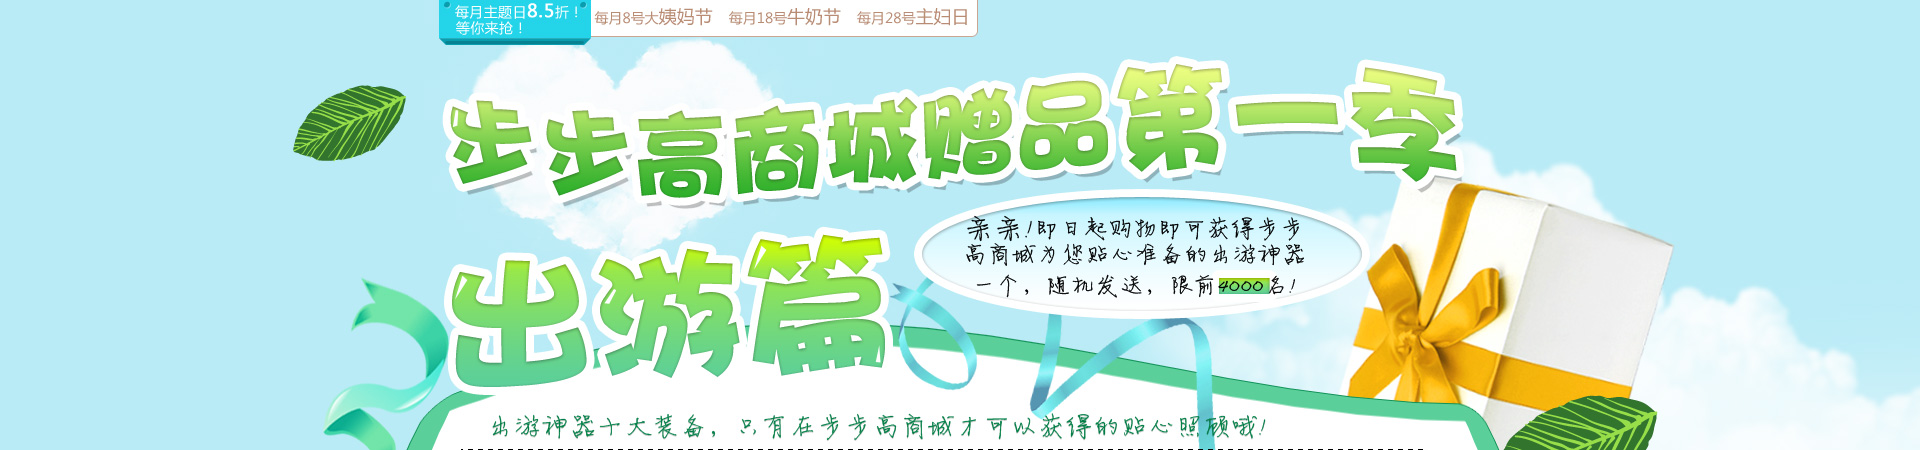 每月主题日8.5折！
等你来抢！
每月8号大姨妈节 每月18号牛奶节 每月28号主妇日
步步高商城赠品第一季
出游篇
亲亲!即日起购物即可获得步步
高商城为您贴心准备的出游神器
一个，随机发送，限前4000名!
出游神器十大装备，只有在步步高商城才可以获得的贴心照顾哦!